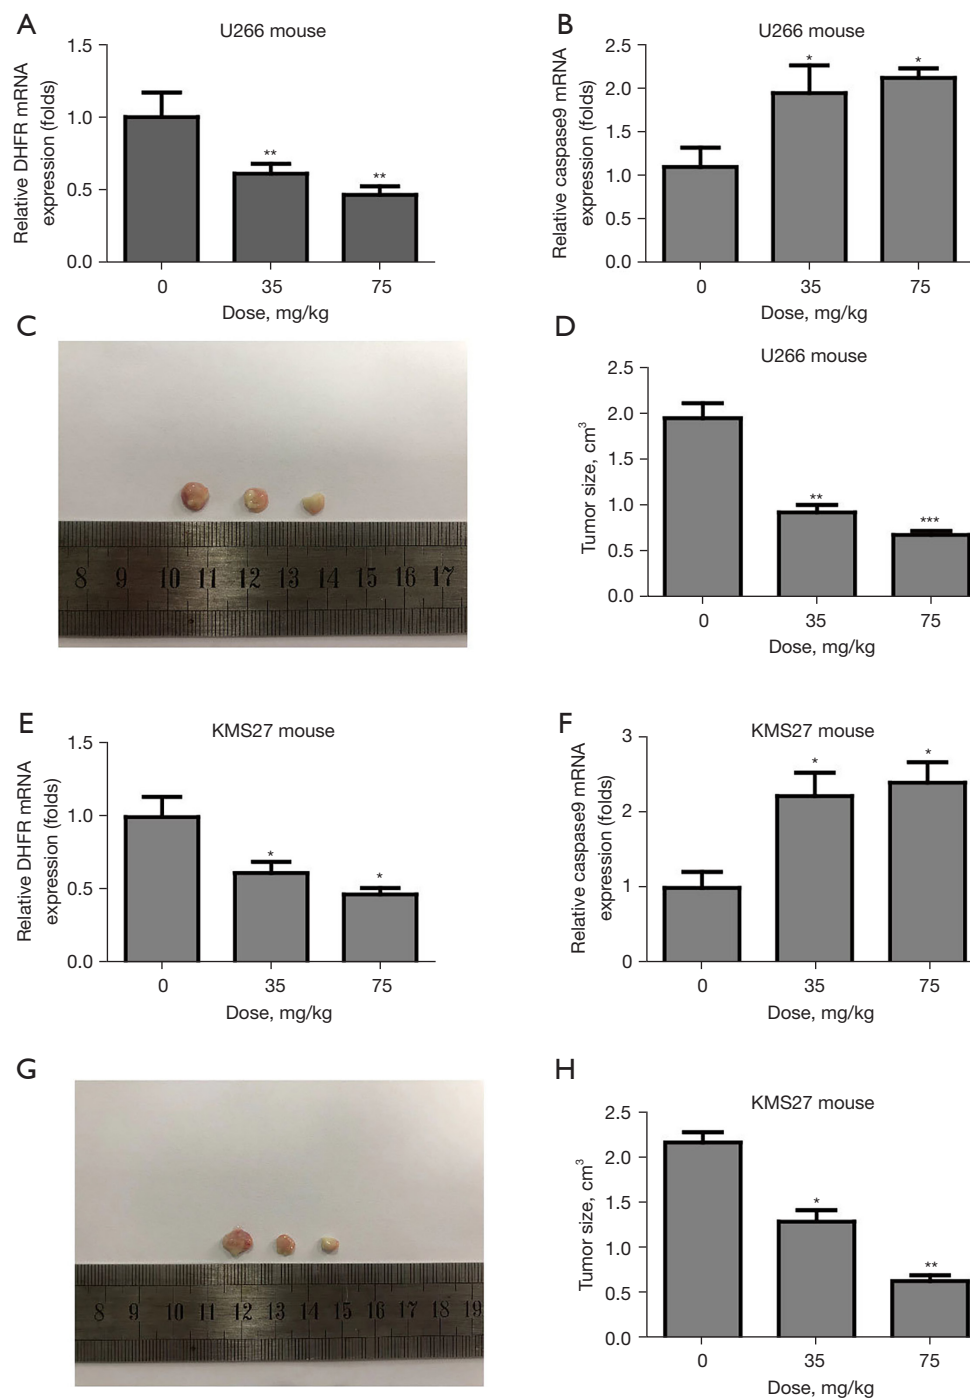 A
U266 mouse
Relative DHFR mRNA
expression (folds)
1.5
1.0
0.5
0.0
**
**
0 35 75
Dose, mg/kg
B
U266 mouse
Relative caspase9 mRNA
expression (folds)
2.5
2.0
1.5
1.0
0.5
0.0
*
*
0 35 75
Dose, mg/kg
C
8 9 10 11 12 13 14 15 16 17
D
U266 mouse
Tumor size, cm³
2.5
2.0
1.5
1.0
0.5
0.0
**
***
0 35 75
Dose, mg/kg
E
KMS27 mouse
Relative DHFR mRNA
expression (folds)
1.5
1.0
0.5
0.0
*
*
0 35 75
Dose, mg/kg
F
KMS27 mouse
Relative caspase9 mRNA
expression (folds)
3
2
1
0
*
*
0 35 75
Dose, mg/kg
G
8 9 10 11 12 13 14 15 16 17 18 19
H
KMS27 mouse
Tumor size, cm³
2.5
2.0
1.5
1.0
0.5
0.0
*
**
0 35 75
Dose, mg/kg